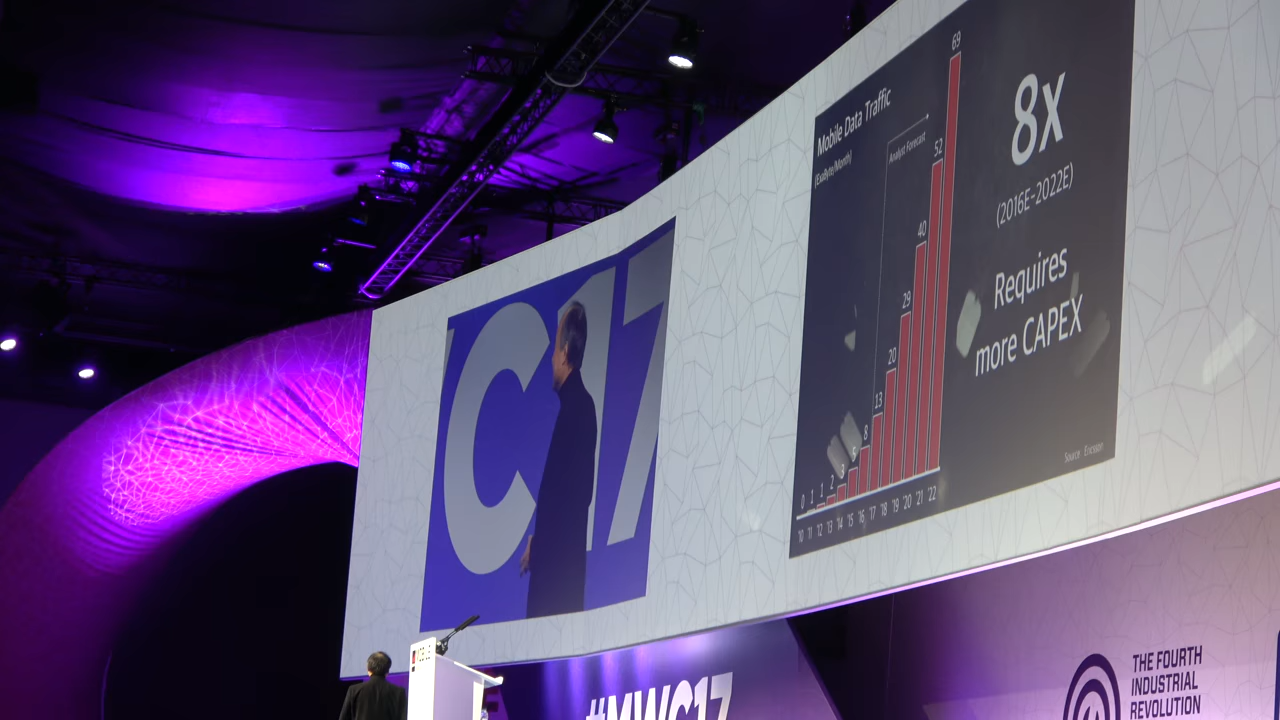 C17
Mobile Data Traffic
(ExaByte/Month)
Analyst Forecast
0 1 1 2 3 5 8 13 20 29 40 52 69
'10 '11 '12 '13 '14 '15 '16 '17 '18 '19 '20 '21 '22
8x
(2016E-2022E)
Requires
more CAPEX
Source: Ericsson
#MWC17
THE FOURTH
INDUSTRIAL
REVOLUTION